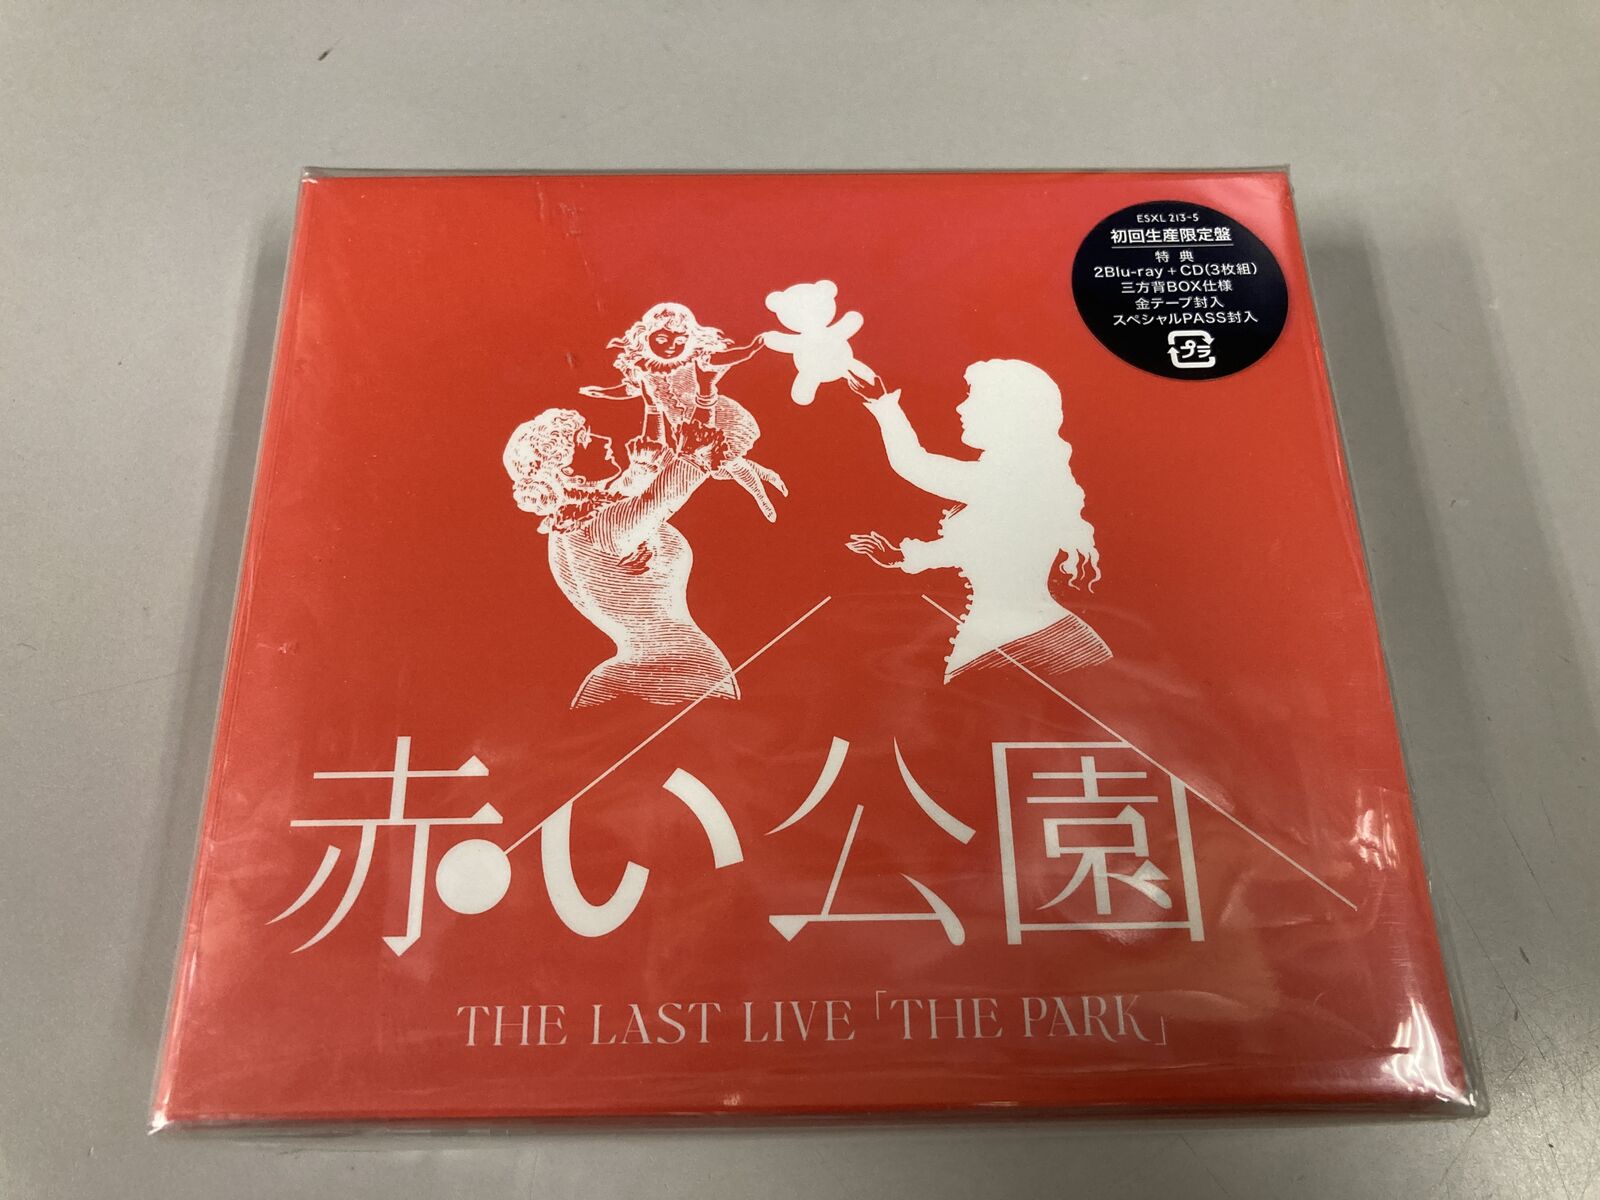 ESXL 213-5
初回生産限定盤
特典
2Blu-ray + CD(3枚組)
三方背BOX仕様
金テープ封入
スペシャルPASS封入
プラ
赤い公園
THE LAST LIVE「THE PARK」